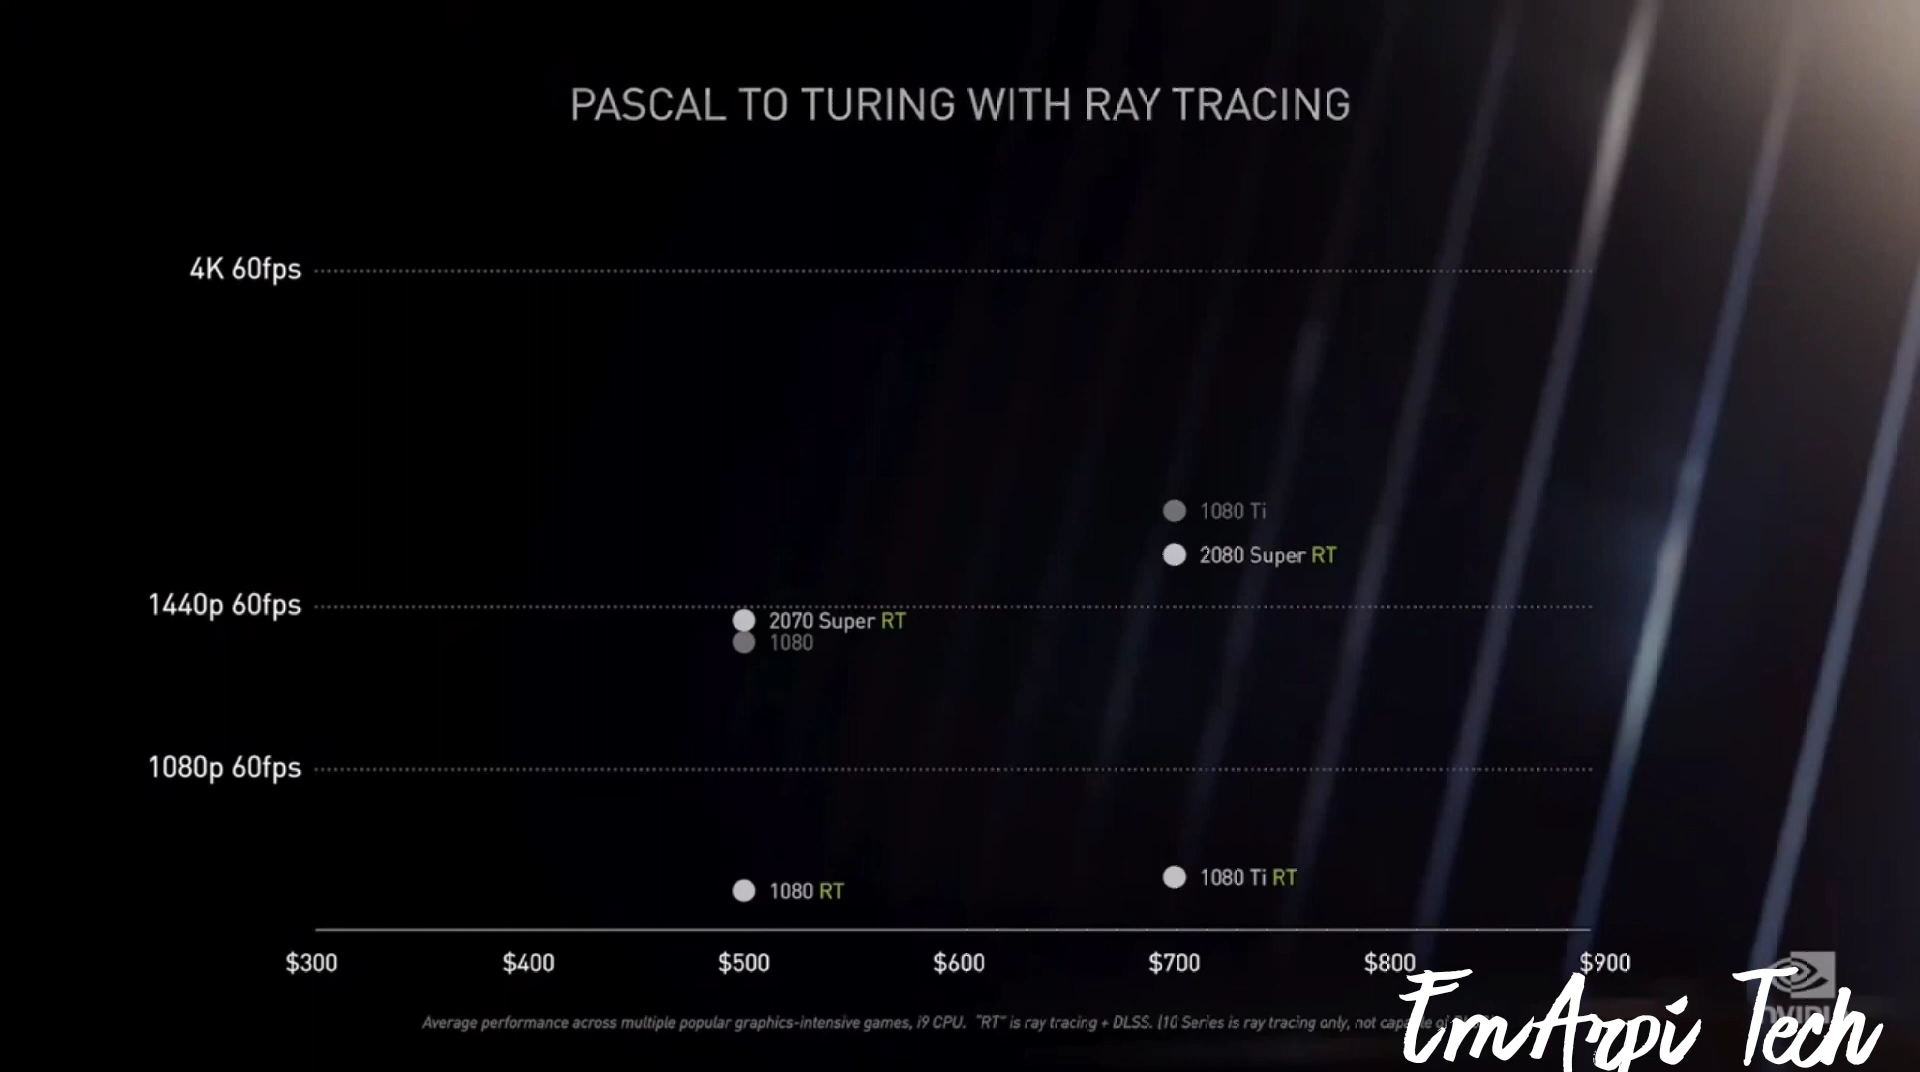 PASCAL TO TURING WITH RAY TRACING
4K 60fps
1080 Ti
2080 Super RT
1440p 60fps
2070 Super RT
1080
1080p 60fps
1080 Ti RT
1080 RT
$300 $400 $500 $600 $700 $800 $900
Average performance across multiple popular graphics-intensive games, i9 CPU. "RT" is ray tracing + DLSS. (10 Series is ray tracing only, not capable of
EmArpi Tech